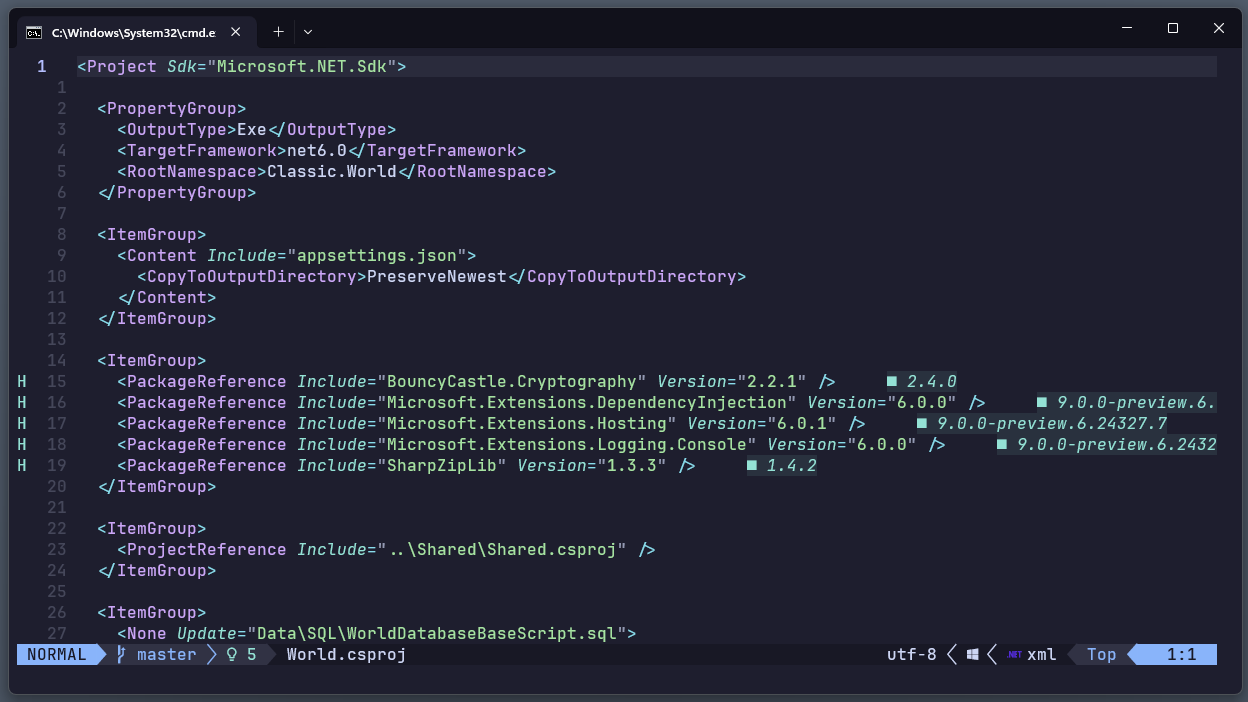 C:\Windows\System32\cmd.e
1 <Project Sdk="Microsoft.NET.Sdk">
1
2 <PropertyGroup>
3 <OutputType>Exe</OutputType>
4 <TargetFramework>net6.0</TargetFramework>
5 <RootNamespace>Classic.World</RootNamespace>
6 </PropertyGroup>
7
8 <ItemGroup>
9 <Content Include="appsettings.json">
10 <CopyToOutputDirectory>PreserveNewest</CopyToOutputDirectory>
11 </Content>
12 </ItemGroup>
13
14 <ItemGroup>
H 15 <PackageReference Include="BouncyCastle.Cryptography" Version="2.2.1" /> ■ 2.4.0
H 16 <PackageReference Include="Microsoft.Extensions.DependencyInjection" Version="6.0.0" /> ■ 9.0.0-preview.6.
H 17 <PackageReference Include="Microsoft.Extensions.Hosting" Version="6.0.1" /> ■ 9.0.0-preview.6.24327.7
H 18 <PackageReference Include="Microsoft.Extensions.Logging.Console" Version="6.0.0" /> ■ 9.0.0-preview.6.2432
H 19 <PackageReference Include="SharpZipLib" Version="1.3.3" /> ■ 1.4.2
20 </ItemGroup>
21
22 <ItemGroup>
23 <ProjectReference Include="..\Shared\Shared.csproj" />
24 </ItemGroup>
25
26 <ItemGroup>
27 <None Update="Data\SQL\WorldDatabaseBaseScript.sql">
NORMAL master 5 World.csproj utf-8 .NET xml Top 1:1